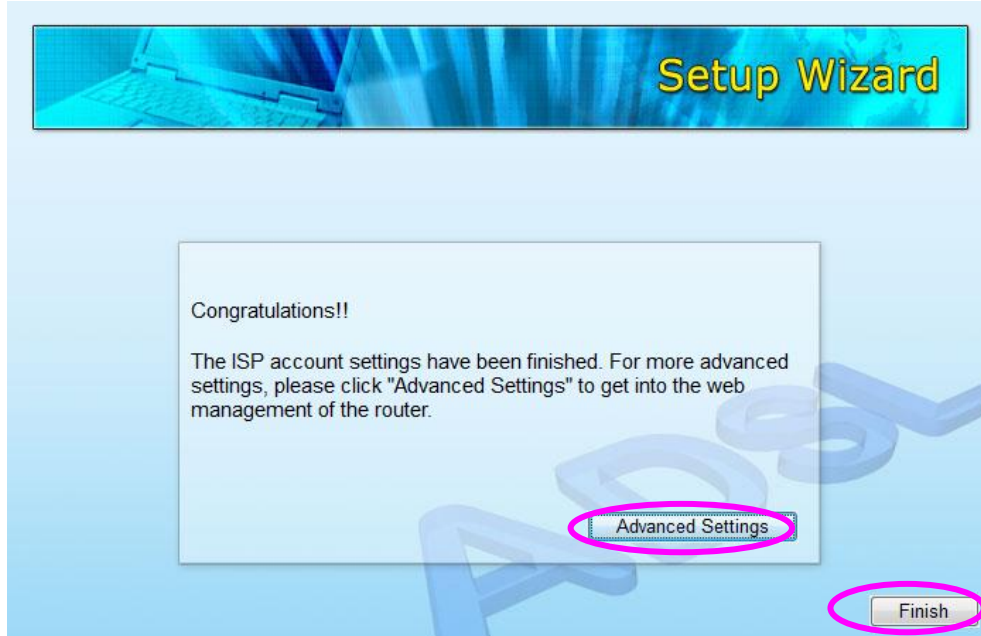 Setup Wizard
Congratulations!!
The ISP account settings have been finished. For more advanced
settings, please click "Advanced Settings" to get into the web
management of the router.
ADSL
Advanced Settings
Finish